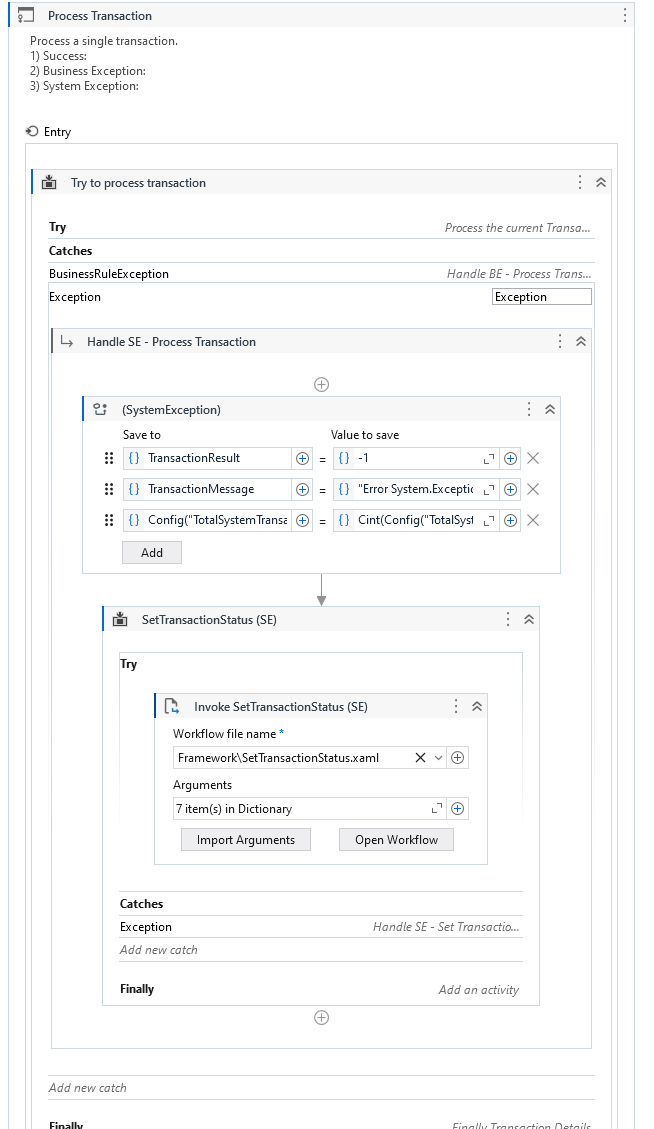 Process Transaction
Process a single transaction.
1) Success:
2) Business Exception:
3) System Exception:
Entry
Try to process transaction
Try Process the current Transa...
Catches
BusinessRuleException Handle BE - Process Trans...
Exception Exception
Handle SE - Process Transaction
(SystemException)
Save to Value to save
{} TransactionResult = {} -1
{} TransactionMessage = {} "Error System.Exceptic
{} Config("TotalSystemTransa = {} Cint(Config("TotalSyst
Add
SetTransactionStatus (SE)
Try
Invoke SetTransactionStatus (SE)
Workflow file name *
Framework\SetTransactionStatus.xaml
Arguments
7 item(s) in Dictionary
Import Arguments Open Workflow
Catches
Exception Handle SE - Set Transactio...
Add new catch
Finally Add an activity
Add new catch
Finally Finally Transaction Details